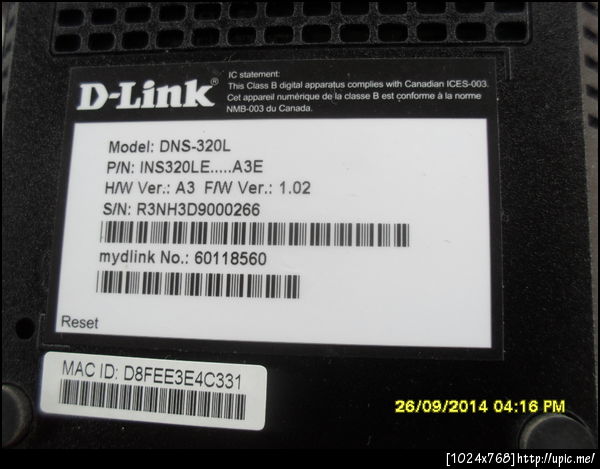 D-Link®
IC statement:
This Class B digital apparatus complies with Canadian ICES-003.
Cet appareil numérique de la classe B est conforme à la norme
NMB-003 du Canada.
Model: DNS-320L
P/N: INS320LE.....A3E
H/W Ver.: A3 F/W Ver.: 1.02
S/N: R3NH3D9000266
mydlink No.: 60118560
Reset
MAC ID: D8FEE3E4C331
26/09/2014 04:16 PM
[1024x768]http://upic.me/